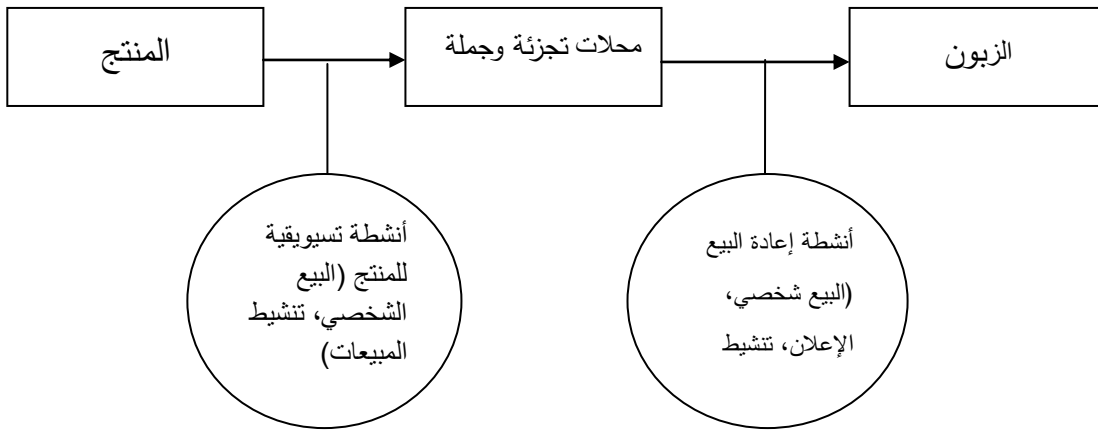 المنتج
محلات تجزئة وجملة
الزبون
أنشطة تسيويقية
للمنتج (البيع
الشخصي، تنشيط
المبيعات)
أنشطة إعادة البيع
(البيع شخصي،
الإعلان، تنشيط